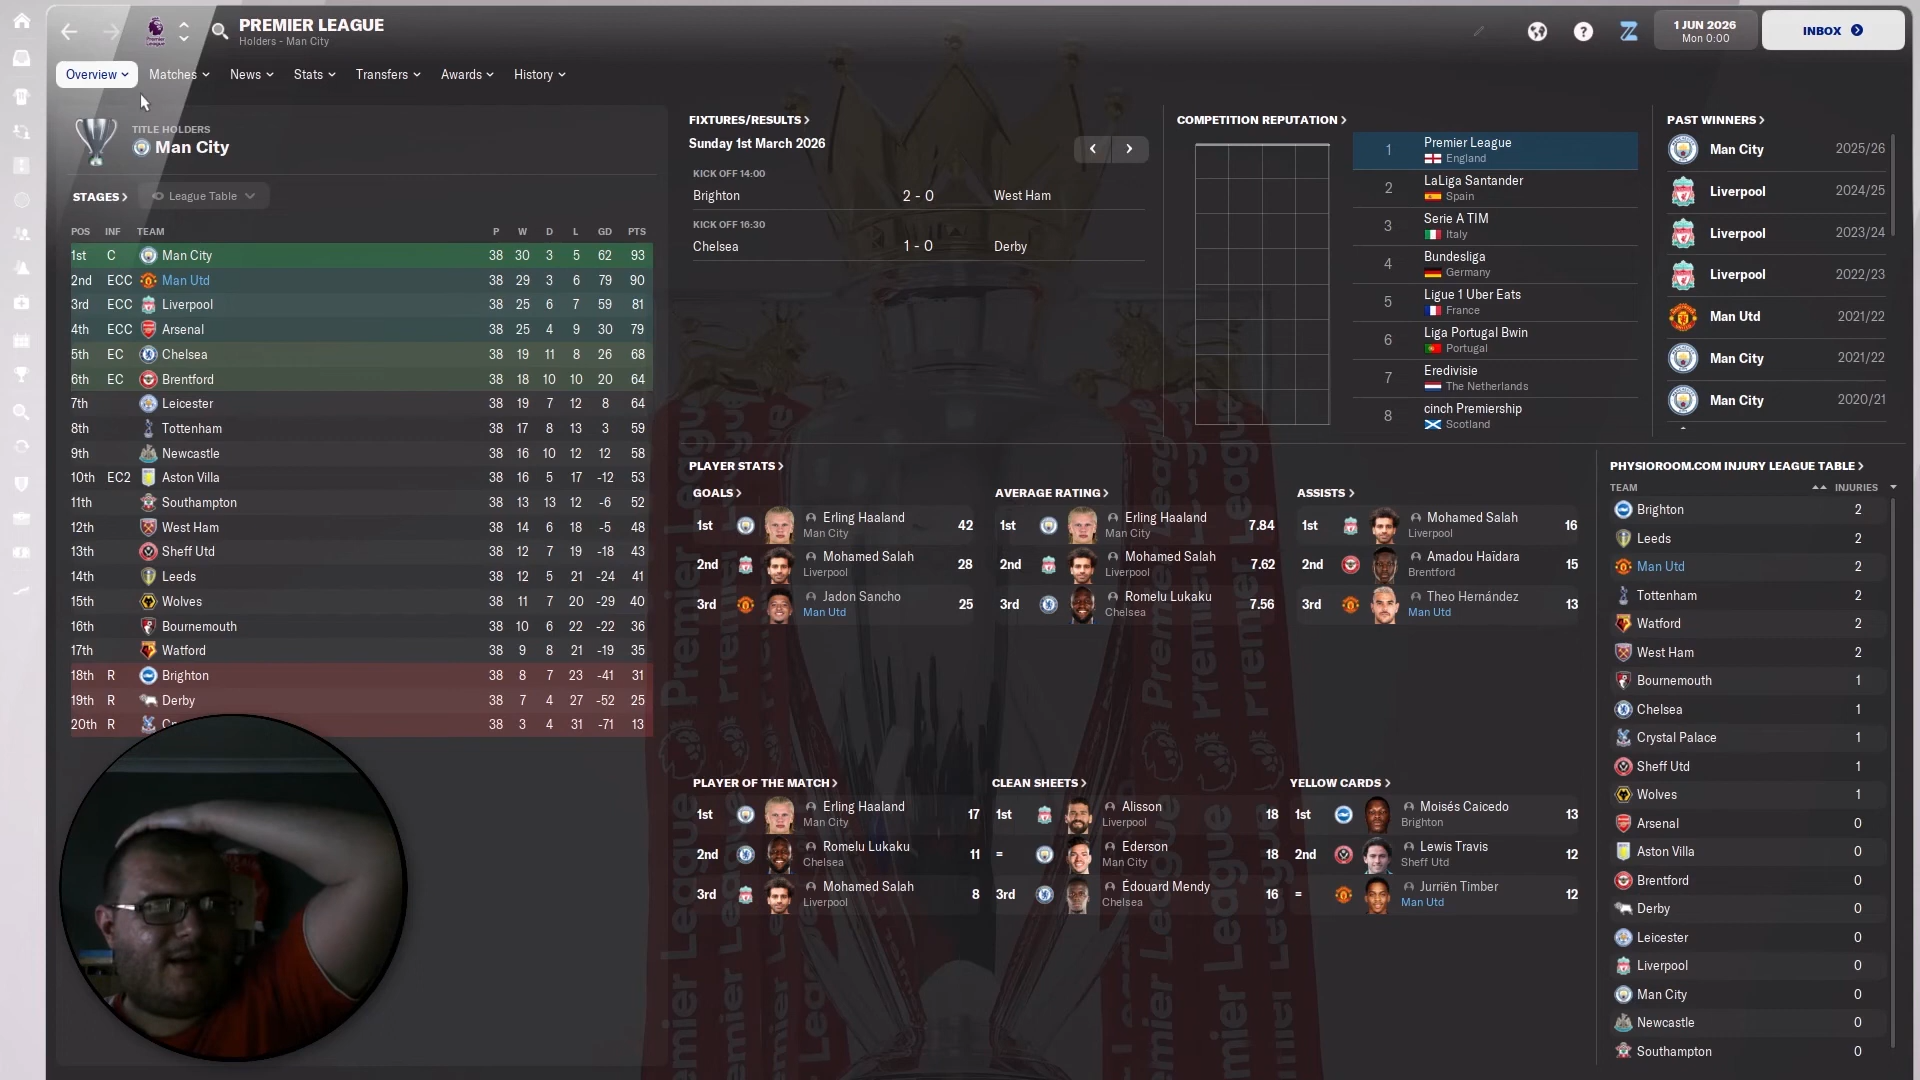 PREMIER LEAGUE
Holders - Man City
1 JUN 2026
Mon 0:00
INBOX
Overview
Matches
News
Stats
Transfers
Awards
History
TITLE HOLDERS
Man City
STAGES
League Table
POS INF TEAM P W D L GD PTS
1st C Man City 38 30 3 5 62 93
2nd ECC Man Utd 38 29 3 6 79 90
3rd ECC Liverpool 38 25 6 7 59 81
4th ECC Arsenal 38 25 4 9 30 79
5th EC Chelsea 38 19 11 8 26 68
6th EC Brentford 38 18 10 10 20 64
7th Leicester 38 19 7 12 8 64
8th Tottenham 38 17 8 13 3 59
9th Newcastle 38 16 10 12 12 58
10th EC2 Aston Villa 38 16 5 17 -12 53
11th Southampton 38 13 13 12 -6 52
12th West Ham 38 14 6 18 -5 48
13th Sheff Utd 38 12 7 19 -18 43
14th Leeds 38 12 5 21 -24 41
15th Wolves 38 11 7 20 -29 40
16th Bournemouth 38 10 6 22 -22 36
17th Watford 38 9 8 21 -19 35
18th R Brighton 38 8 7 23 -41 31
19th R Derby 38 7 4 27 -52 25
20th R 38 3 4 31 -71 13
FIXTURES/RESULTS
Sunday 1st March 2026
KICK OFF 14:00
Brighton 2 - 0 West Ham
KICK OFF 16:30
Chelsea 1 - 0 Derby
COMPETITION REPUTATION
1 Premier League
England
2 LaLiga Santander
Spain
3 Serie A TIM
Italy
4 Bundesliga
Germany
5 Ligue 1 Uber Eats
France
6 Liga Portugal Bwin
Portugal
7 Eredivisie
The Netherlands
8 cinch Premiership
Scotland
PAST WINNERS
Man City 2025/26
Liverpool 2024/25
Liverpool 2023/24
Liverpool 2022/23
Man Utd 2021/22
Man City 2021/22
Man City 2020/21
PLAYER STATS
GOALS
1st Erling Haaland 42
Man City
2nd Mohamed Salah 28
Liverpool
3rd Jadon Sancho 25
Man Utd
AVERAGE RATING
1st Erling Haaland 7.84
Man City
2nd Mohamed Salah 7.62
Liverpool
3rd Romelu Lukaku 7.56
Chelsea
ASSISTS
1st Mohamed Salah 16
Liverpool
2nd Amadou Haïdara 15
Brentford
3rd Theo Hernández 13
Man Utd
PLAYER OF THE MATCH
1st Erling Haaland 17
Man City
2nd Romelu Lukaku 11
Chelsea
3rd Mohamed Salah 8
Liverpool
CLEAN SHEETS
1st Alisson 18
Liverpool
= Ederson 18
Man City
3rd Édouard Mendy 16
Chelsea
YELLOW CARDS
1st Moisés Caicedo 13
Brighton
2nd Lewis Travis 12
Sheff Utd
= Jurriën Timber 12
Man Utd
PHYSIOROOM.COM INJURY LEAGUE TABLE
TEAM INJURIES
Brighton 2
Leeds 2
Man Utd 2
Tottenham 2
Watford 2
West Ham 2
Bournemouth 1
Chelsea 1
Crystal Palace 1
Sheff Utd 1
Wolves 1
Arsenal 0
Aston Villa 0
Brentford 0
Derby 0
Leicester 0
Liverpool 0
Man City 0
Newcastle 0
Southampton 0